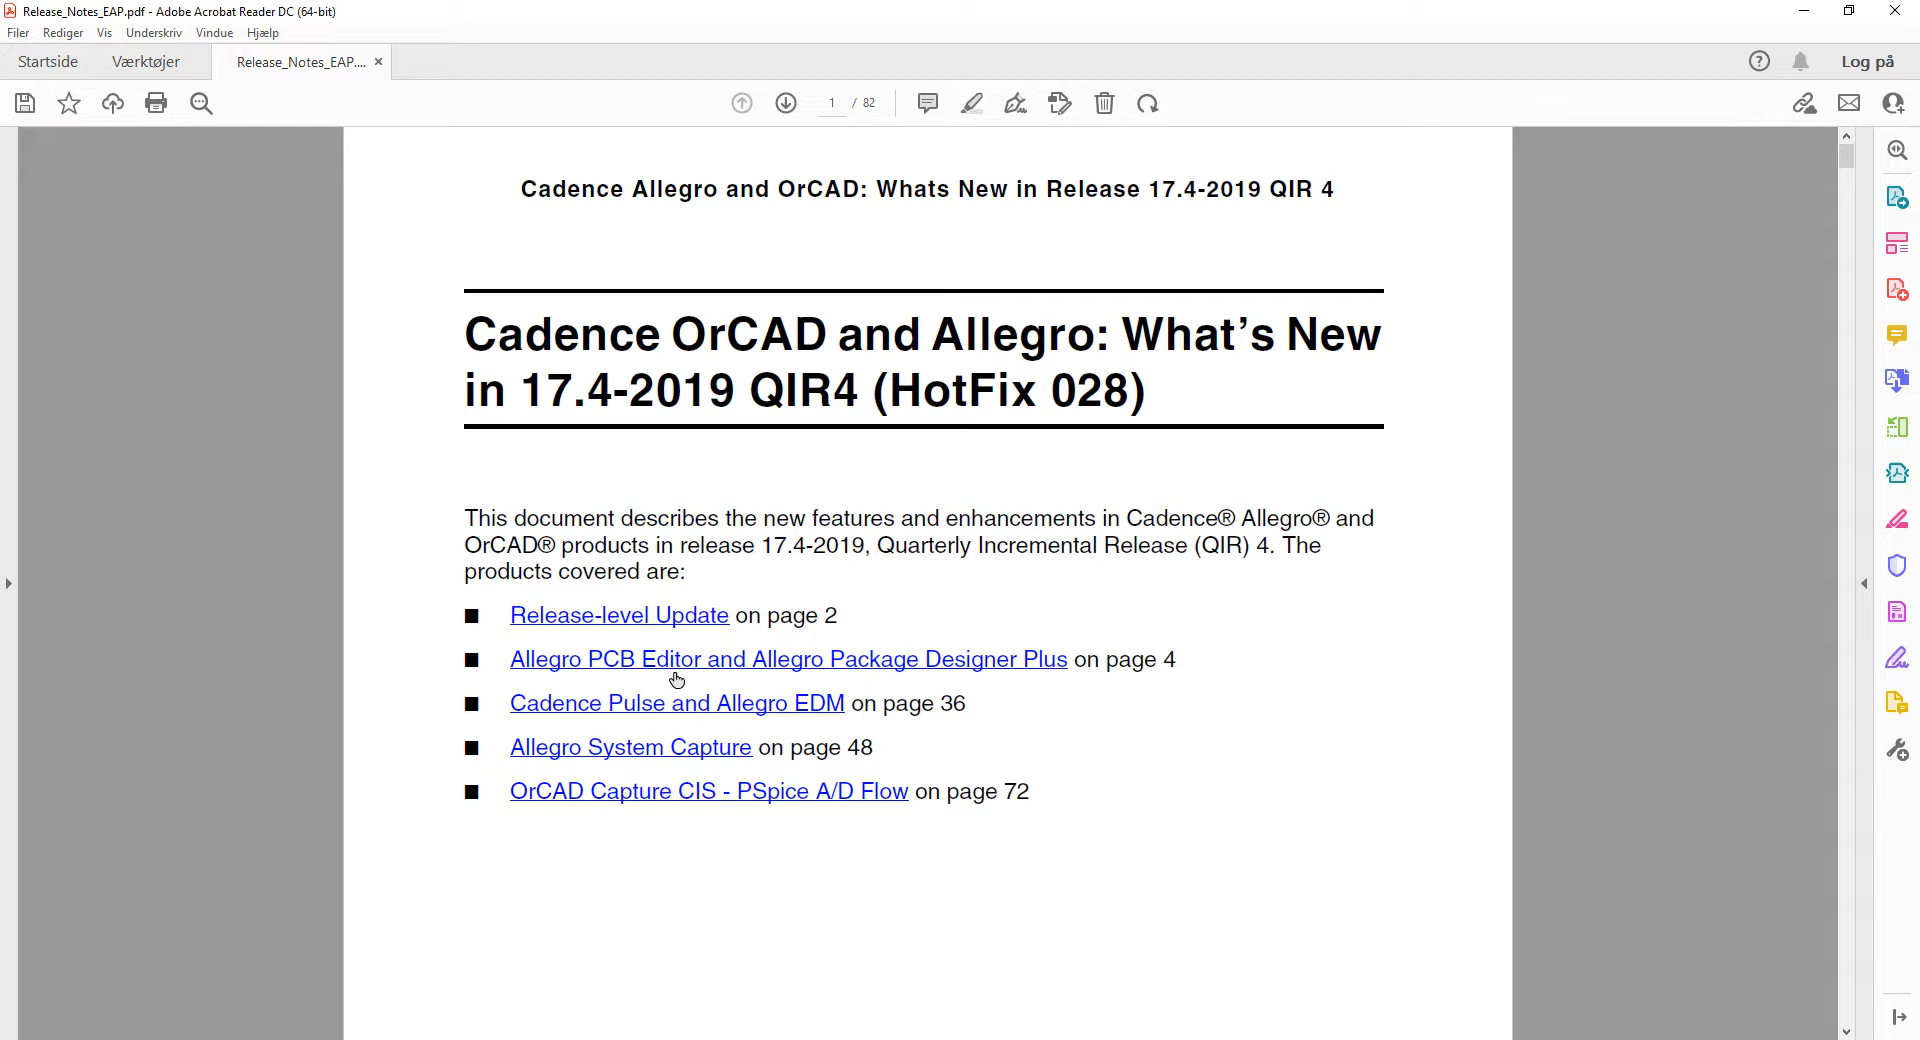 Release_Notes_EAP.pdf - Adobe Acrobat Reader DC (64-bit)
Filer Rediger Vis Underskriv Vindue Hjælp
Startside Værktøjer Release_Notes_EAP.... × Log på
1 / 82
Cadence Allegro and OrCAD: Whats New in Release 17.4-2019 QIR 4
Cadence OrCAD and Allegro: What’s New
in 17.4-2019 QIR4 (HotFix 028)
This document describes the new features and enhancements in Cadence® Allegro® and
OrCAD® products in release 17.4-2019, Quarterly Incremental Release (QIR) 4. The
products covered are:
■ Release-level Update on page 2
■ Allegro PCB Editor and Allegro Package Designer Plus on page 4
■ Cadence Pulse and Allegro EDM on page 36
■ Allegro System Capture on page 48
■ OrCAD Capture CIS - PSpice A/D Flow on page 72